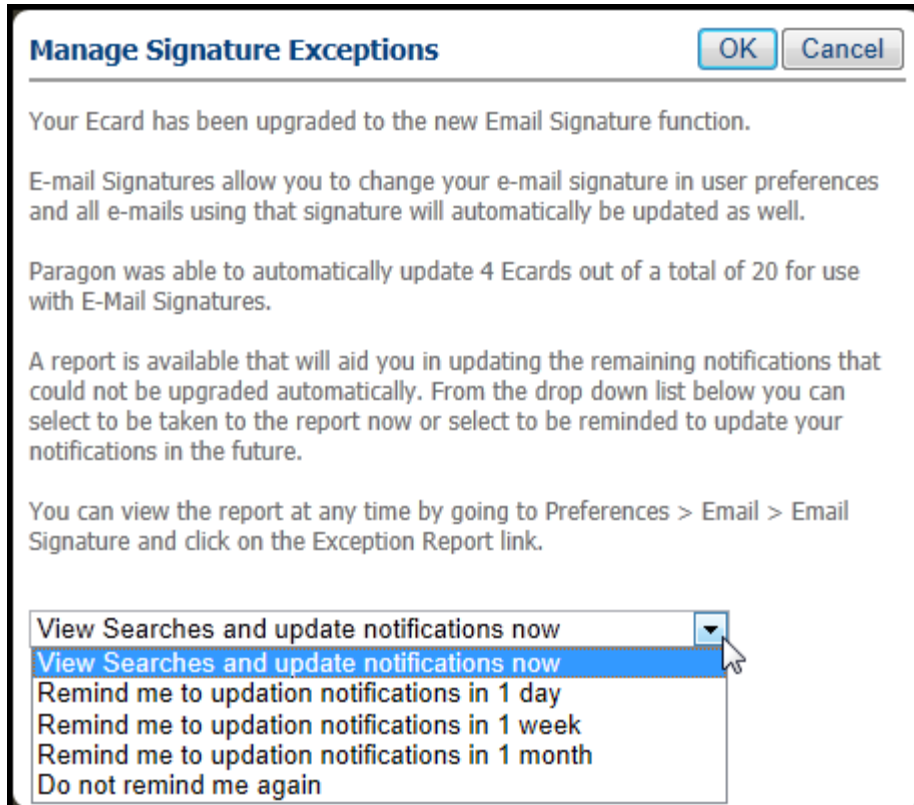 Manage Signature Exceptions
OK
Cancel
Your Ecard has been upgraded to the new Email Signature function.
E-mail Signatures allow you to change your e-mail signature in user preferences
and all e-mails using that signature will automatically be updated as well.
Paragon was able to automatically update 4 Ecards out of a total of 20 for use
with E-Mail Signatures.
A report is available that will aid you in updating the remaining notifications that
could not be upgraded automatically. From the drop down list below you can
select to be taken to the report now or select to be reminded to update your
notifications in the future.
You can view the report at any time by going to Preferences > Email > Email
Signature and click on the Exception Report link.
View Searches and update notifications now
View Searches and update notifications now
Remind me to updation notifications in 1 day
Remind me to updation notifications in 1 week
Remind me to updation notifications in 1 month
Do not remind me again